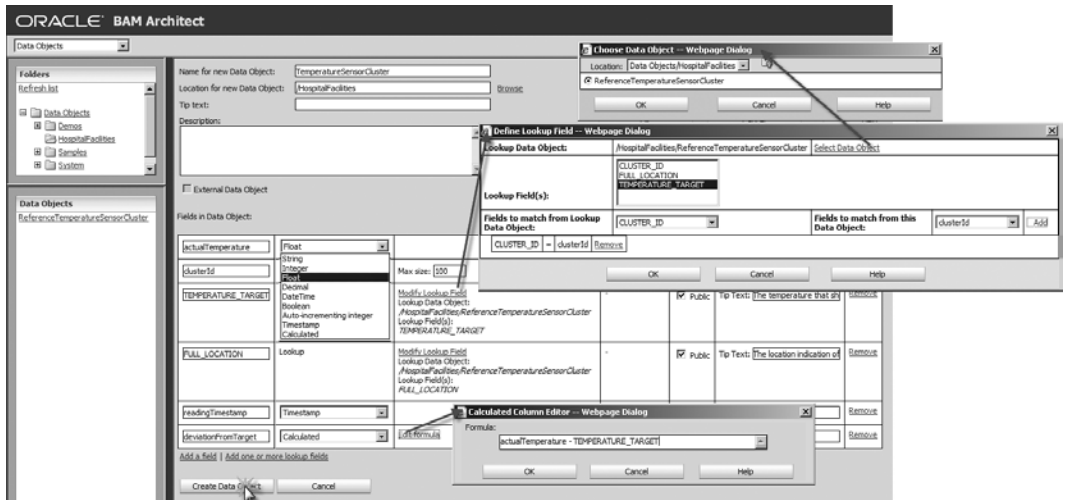 ORACLE BAM Architect
Data Objects
Folders
Refresh list
Data Objects
Demos
HospitalFacilities
Samples
System
Data Objects
ReferenceTemperatureSensorCluster
Name for new Data Object: TemperatureSensorCluster
Location for new Data Object: /HospitalFacilities Browse
Tip text:
Description:
External Data Object
Fields in Data Object:
actualTemperature Float
String
Integer
Float
Decimal
DateTime
Boolean
Auto-incrementing integer
Timestamp
Calculated
clusterId Max size: 100
TEMPERATURE_TARGET Modify Lookup Field
Lookup Data Object:
/HospitalFacilities/ReferenceTemperatureSensorCluster
Lookup Field(s):
TEMPERATURE_TARGET
- Public Tip Text: The temperature that sh Remove
FULL_LOCATION Lookup Modify Lookup Field
Lookup Data Object:
/HospitalFacilities/ReferenceTemperatureSensorCluster
Lookup Field(s):
FULL_LOCATION
- Public Tip Text: The location indication of Remove
readingTimestamp Timestamp Remove
deviationFromTarget Calculated Edit formula Remove
Add a field | Add one or more lookup fields
Create Data Object Cancel
Choose Data Object -- Webpage Dialog
Location: Data Objects/HospitalFacilities
ReferenceTemperatureSensorCluster
OK Cancel Help
Define Lookup Field -- Webpage Dialog
Lookup Data Object: /HospitalFacilities/ReferenceTemperatureSensorCluster Select Data Object
Lookup Field(s):
CLUSTER_ID
FULL_LOCATION
TEMPERATURE_TARGET
Fields to match from Lookup Data Object: CLUSTER_ID Fields to match from this Data Object: clusterId Add
CLUSTER_ID = clusterId Remove
OK Cancel Help
Calculated Column Editor -- Webpage Dialog
Formula:
actualTemperature - TEMPERATURE_TARGET
OK Cancel Help